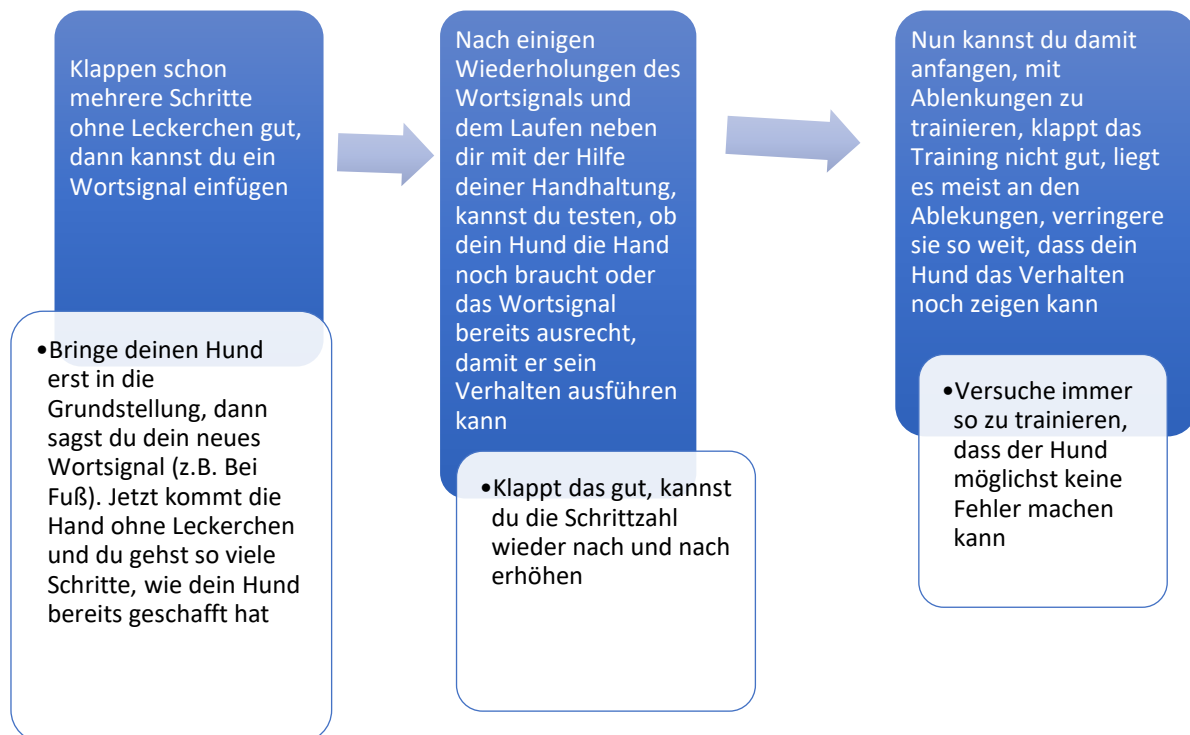 Klappen schon
mehrere Schritte
ohne Leckerchen gut,
dann kannst du ein
Wortsignal einfügen
•Bringe deinen Hund
erst in die
Grundstellung, dann
sagst du dein neues
Wortsignal (z.B. Bei
Fuß). Jetzt kommt die
Hand ohne Leckerchen
und du gehst so viele
Schritte, wie dein Hund
bereits geschafft hat
Nach einigen
Wiederholungen des
Wortsignals und
dem Laufen neben
dir mit der Hilfe
deiner Handhaltung,
kannst du testen, ob
dein Hund die Hand
noch braucht oder
das Wortsignal
bereits ausrecht,
damit er sein
Verhalten ausführen
kann
•Klappt das gut, kannst
du die Schrittzahl
wieder nach und nach
erhöhen
Nun kannst du damit
anfangen, mit
Ablenkungen zu
trainieren, klappt das
Training nicht gut, liegt
es meist an den
Ablekungen, verringere
sie so weit, dass dein
Hund das Verhalten
noch zeigen kann
•Versuche immer
so zu trainieren,
dass der Hund
möglichst keine
Fehler machen
kann